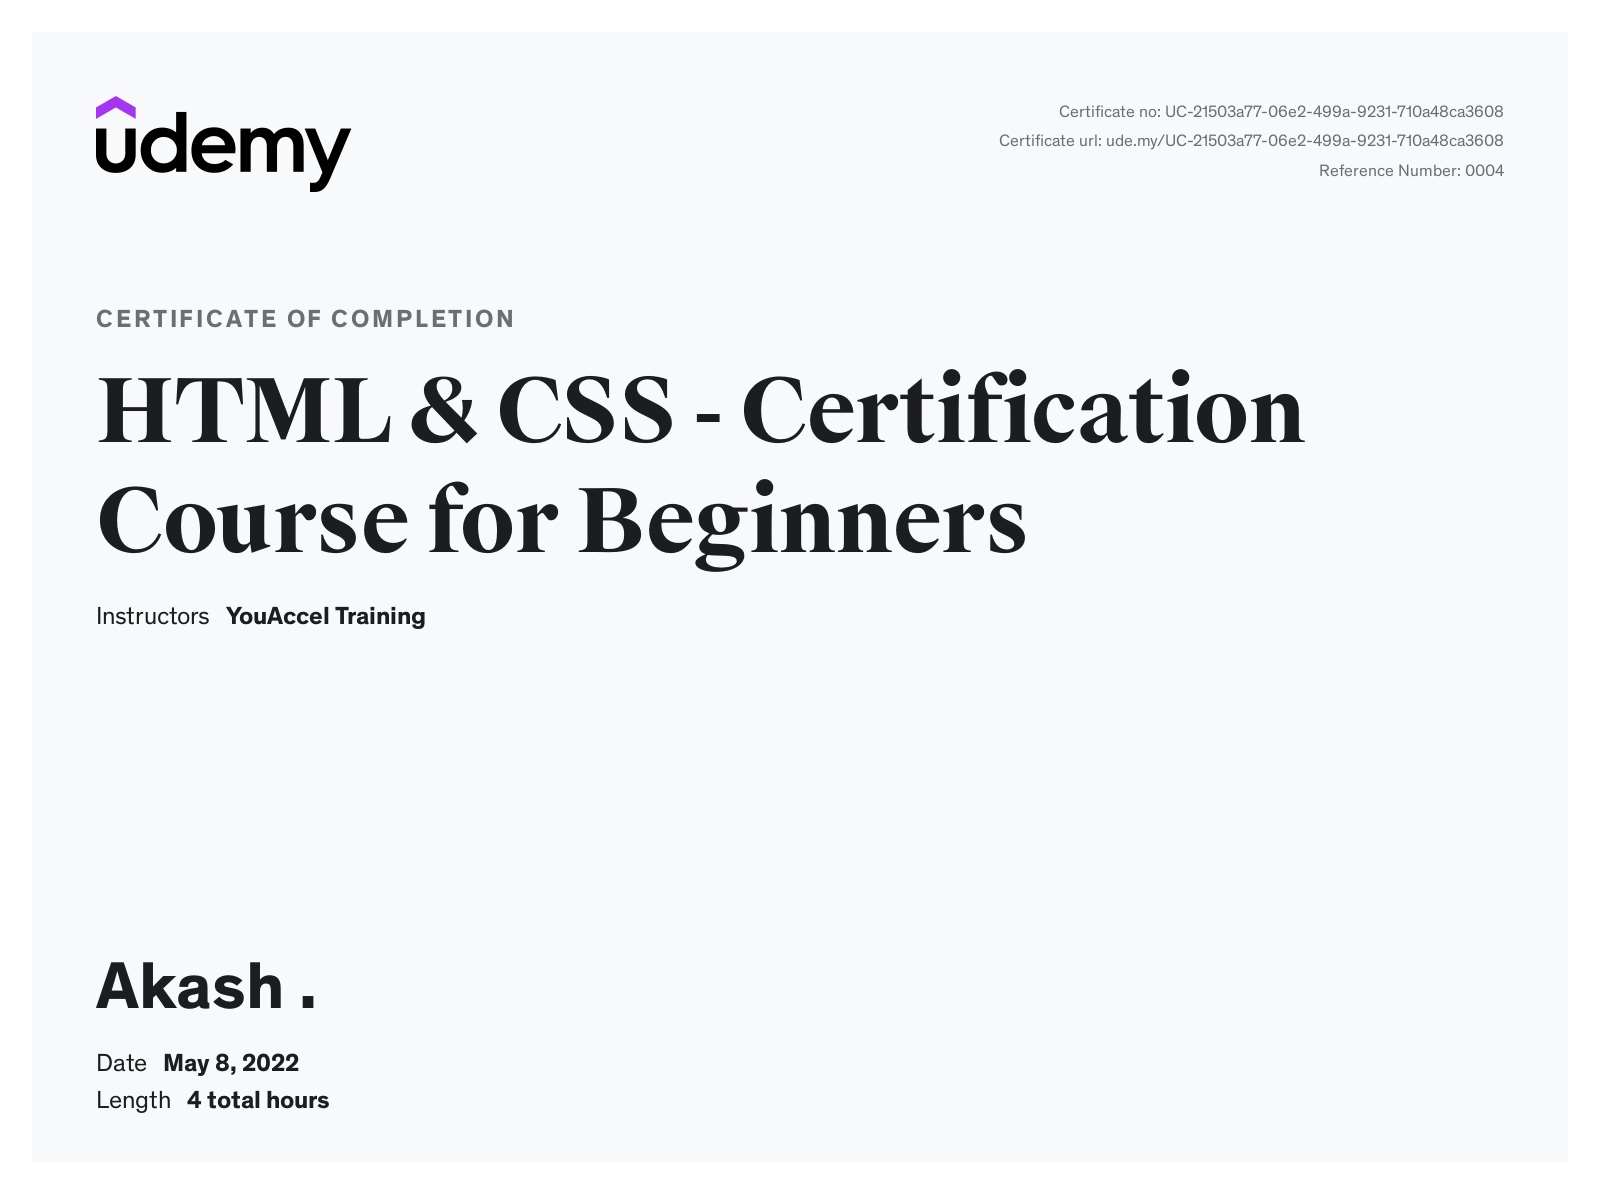 udemy
Certificate no: UC-21503a77-06e2-499a-9231-710a48ca3608
Certificate url: ude.my/UC-21503a77-06e2-499a-9231-710a48ca3608
Reference Number: 0004
CERTIFICATE OF COMPLETION
HTML & CSS - Certification
Course for Beginners
Instructors YouAccel Training
Akash .
Date May 8, 2022
Length 4 total hours